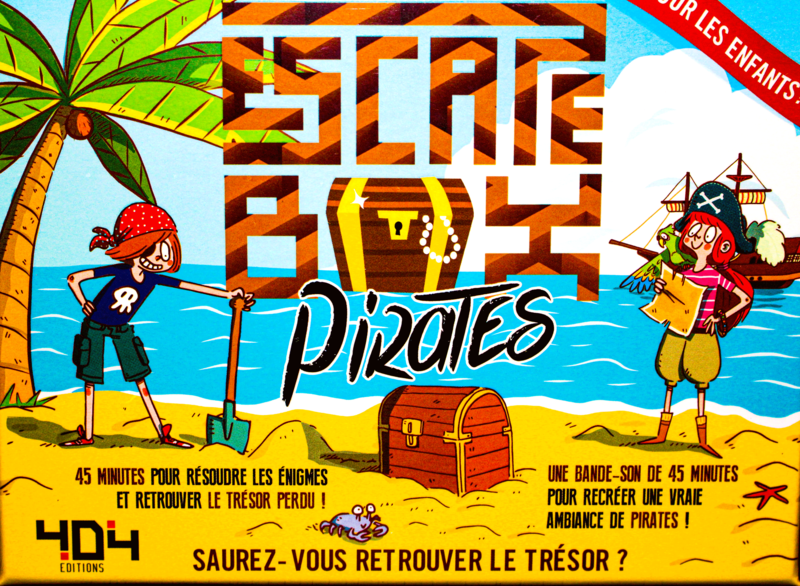 OUR LES ENFANTS!
ESCAPE
BOX
PiRATES
45 MINUTES POUR RÉSOUDRE LES ÉNIGMES
ET RETROUVER LE TRÉSOR PERDU !
UNE BANDE-SON DE 45 MINUTES
POUR RECRÉER UNE VRAIE
AMBIANCE DE PIRATES !
404
ÉDITIONS
SAUREZ-VOUS RETROUVER LE TRÉSOR ?